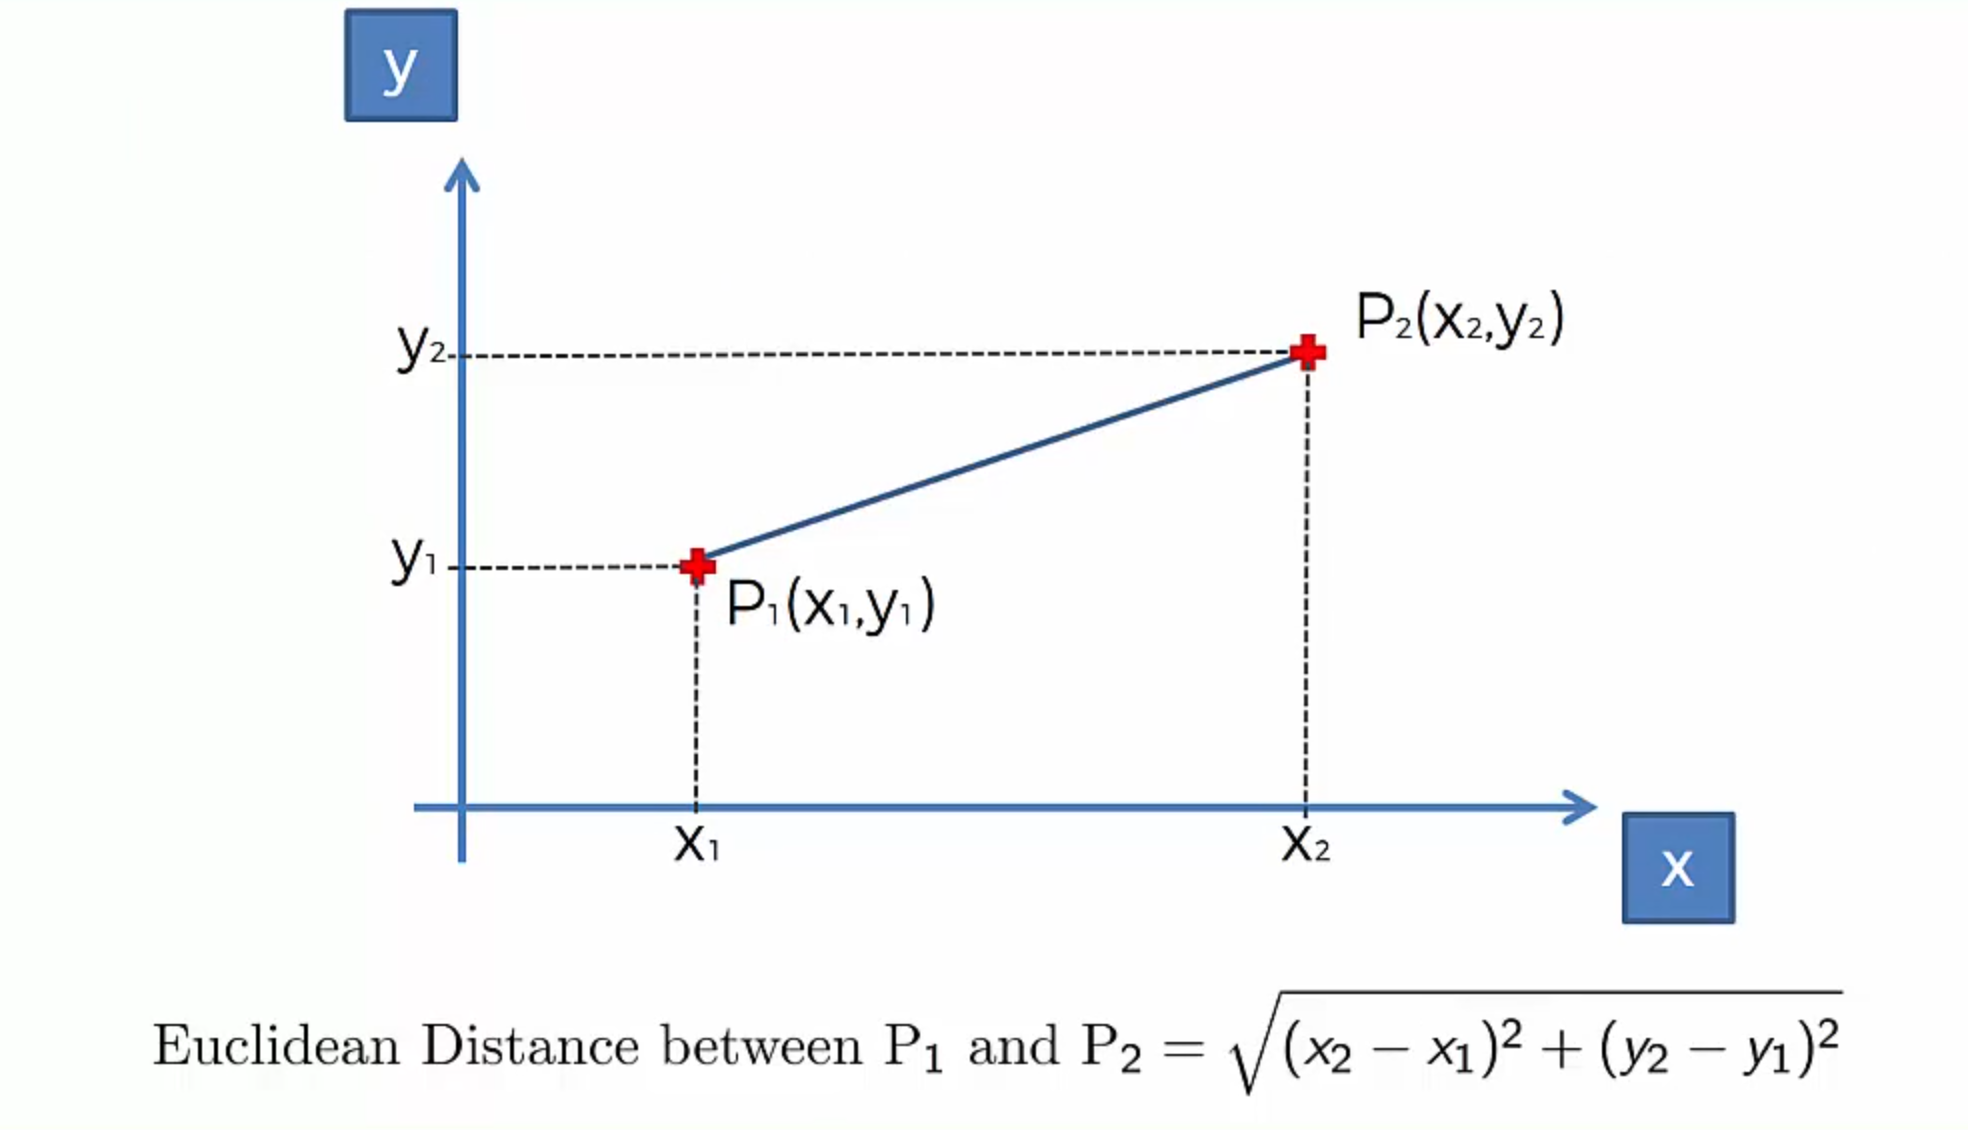 y
y₂
P₂(x₂,y₂)
y₁
P₁(x₁,y₁)
x₁
x₂
x
Euclidean Distance between P₁ and P₂ = √(x₂ − x₁)² + (y₂ − y₁)²